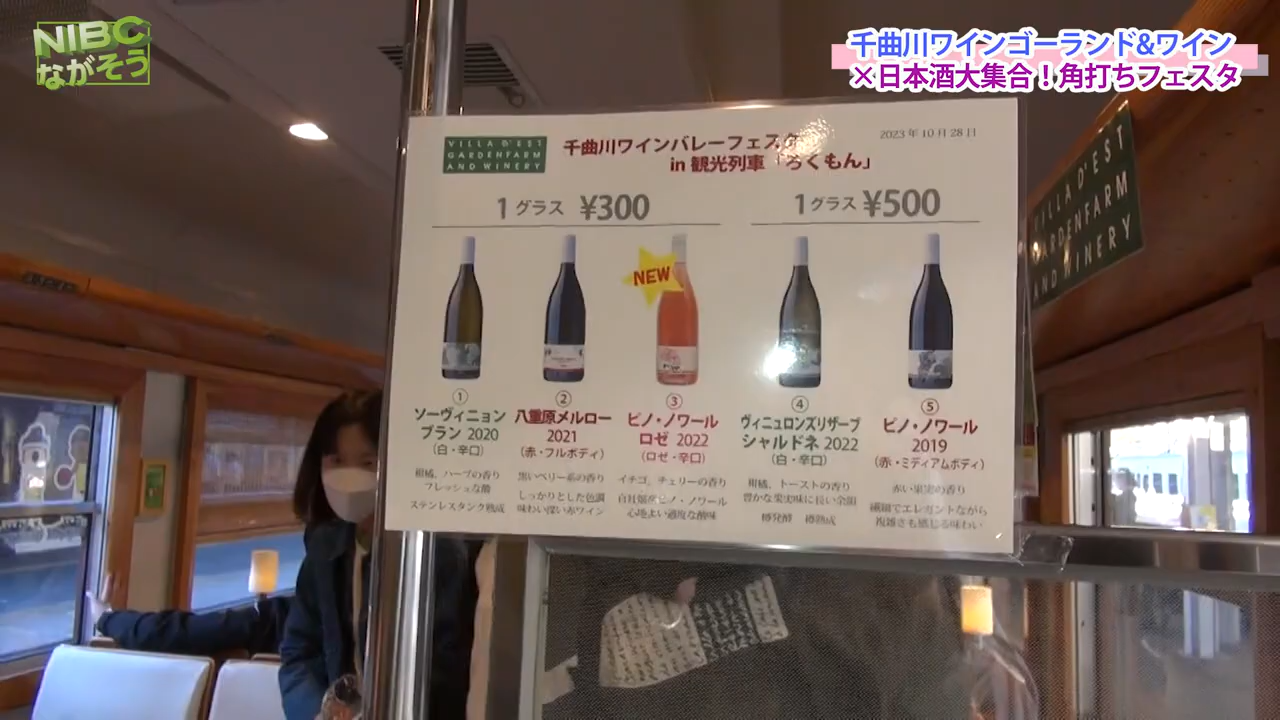 NIBC
ながそう
千曲川ワインゴーランド&ワイン
×日本酒大集合！角打ちフェスタ
VILLA D'EST
GARDENFARM
AND WINERY
千曲川ワインバレーフェスタ
in 観光列車「ろくもん」
2023年10月28日
1グラス ¥300
1グラス ¥500
NEW
①
ソーヴィニョン
ブラン 2020
(白・辛口)
柑橘、ハーブの香り
フレッシュな酸
ステンレスタンク熟成
②
八重原メルロー
2021
(赤・フルボディ)
黒いベリー系の香り
しっかりとした色調
味わい深い赤ワイン
③
ピノ・ノワール
ロゼ 2022
(ロゼ・辛口)
イチゴ、チェリーの香り
自社畑産ピノ・ノワール
心地よい適度な酸味
④
ヴィニュロンズリザーブ
シャルドネ 2022
(白・辛口)
柑橘、トーストの香り
豊かな果実味に長い余韻
樽発酵 樽熟成
⑤
ピノ・ノワール
2019
(赤・ミディアムボディ)
赤い果実の香り
繊細でエレガントながら
複雑さも感じる味わい
VILLA D'EST
GARDENFARM
AND WINERY